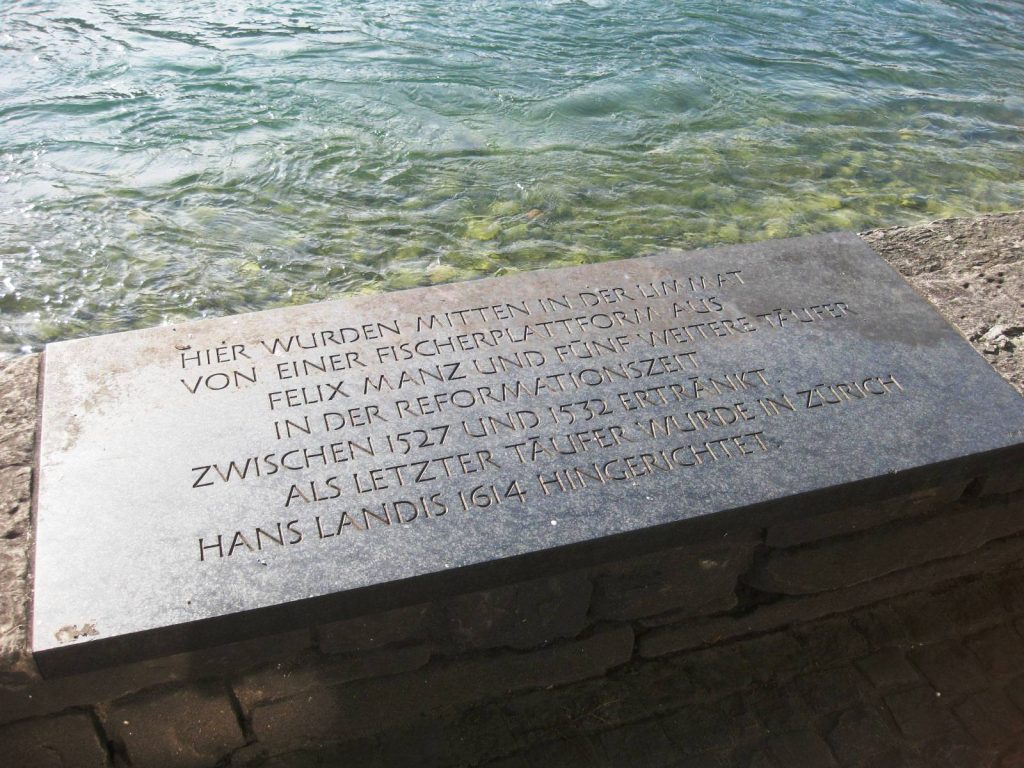 HIER WURDEN MITTEN IN DER LIMMAT
VON EINER FISCHERPLATTFORM AUS
FELIX MANZ UND FÜNF WEITERE TÄUFER
IN DER REFORMATIONSZEIT
ZWISCHEN 1527 UND 1532 ERTRÄNKT.
ALS LETZTER TÄUFER WURDE IN ZÜRICH
HANS LANDIS 1614 HINGERICHTET.